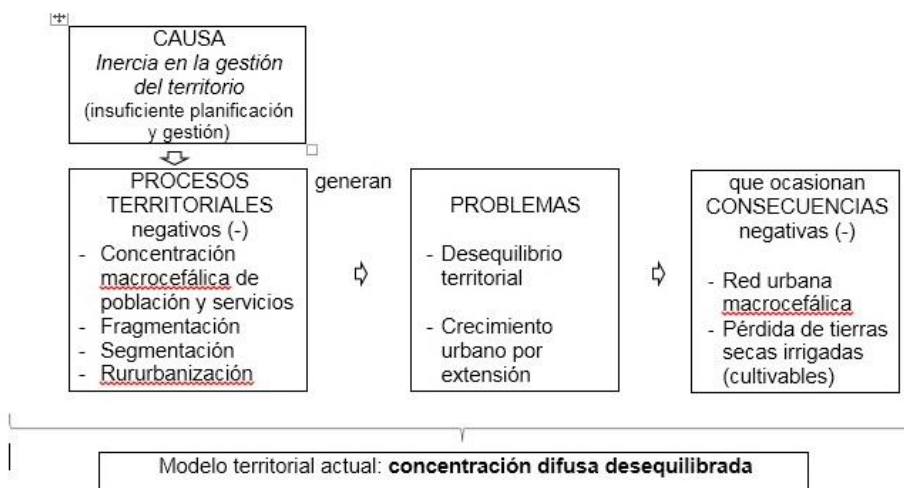 CAUSA
Inercia en la gestión
del territorio
(insuficiente planificación
y gestión)
PROCESOS
TERRITORIALES
negativos (-)
- Concentración
macrocefálica de
población y servicios
- Fragmentación
- Segmentación
- Rururbanización
generan
PROBLEMAS
- Desequilibrio
territorial
- Crecimiento
urbano por
extensión
que ocasionan
CONSECUENCIAS
negativas (-)
- Red urbana
macrocefálica
- Pérdida de tierras
secas irrigadas
(cultivables)
Modelo territorial actual: concentración difusa desequilibrada